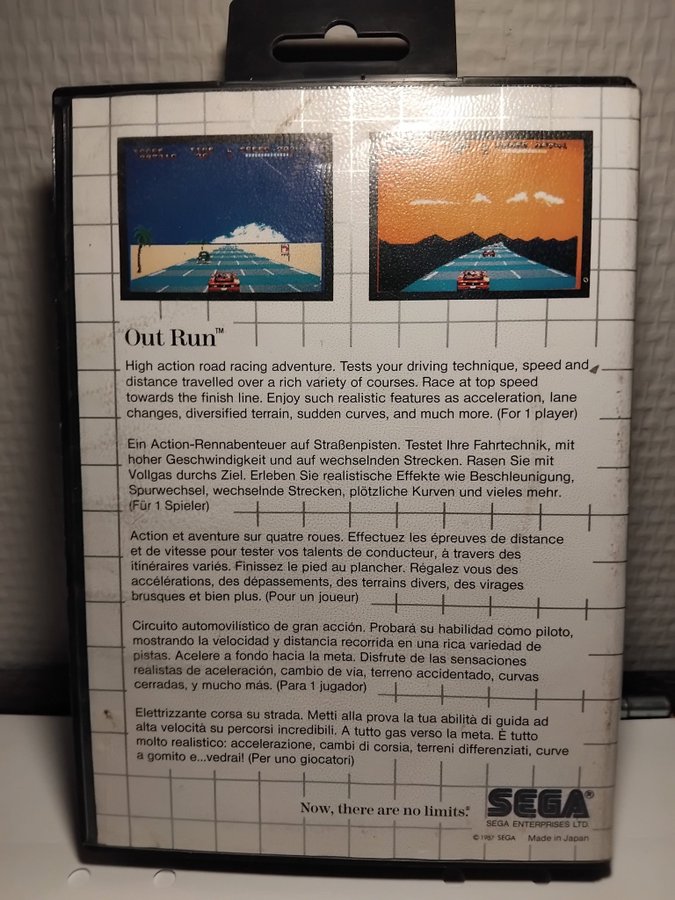 Out Run™
High action road racing adventure. Tests your driving technique, speed and
distance travelled over a rich variety of courses. Race at top speed
towards the finish line. Enjoy such realistic features as acceleration, lane
changes, diversified terrain, sudden curves, and much more. (For 1 player)
Ein Action-Rennabenteuer auf Straßenpisten. Testet Ihre Fahrtechnik, mit
hoher Geschwindigkeit und auf wechselnden Strecken. Rasen Sie mit
Vollgas durchs Ziel. Erleben Sie realistische Effekte wie Beschleunigung,
Spurwechsel, wechselnde Strecken, plötzliche Kurven und vieles mehr.
(Für 1 Spieler)
Action et aventure sur quatre roues. Effectuez les épreuves de distance
et de vitesse pour tester vos talents de conducteur, à travers des
itinéraires variés. Finissez le pied au plancher. Régalez vous des
accélérations, des dépassements, des terrains divers, des virages
brusques et bien plus. (Pour un joueur)
Circuito automovilístico de gran acción. Probará su habilidad como piloto,
mostrando la velocidad y distancia recorrida en una rica variedad de
pistas. Acelere a fondo hacia la meta. Disfrute de las sensaciones
realistas de aceleración, cambio de vía, terreno accidentado, curvas
cerradas, y mucho más. (Para 1 jugador)
Elettrizzante corsa su strada. Metti alla prova la tua abilità di guida ad
alta velocità su percorsi incredibili. A tutto gas verso la meta. È tutto
molto realistico: accelerazione, cambi di corsia, terreni differenziati, curve
a gomito e...vedrai! (Per uno giocatori)
Now, there are no limits.® SEGA®
SEGA ENTERPRISES LTD.
© 1987 SEGA Made in Japan